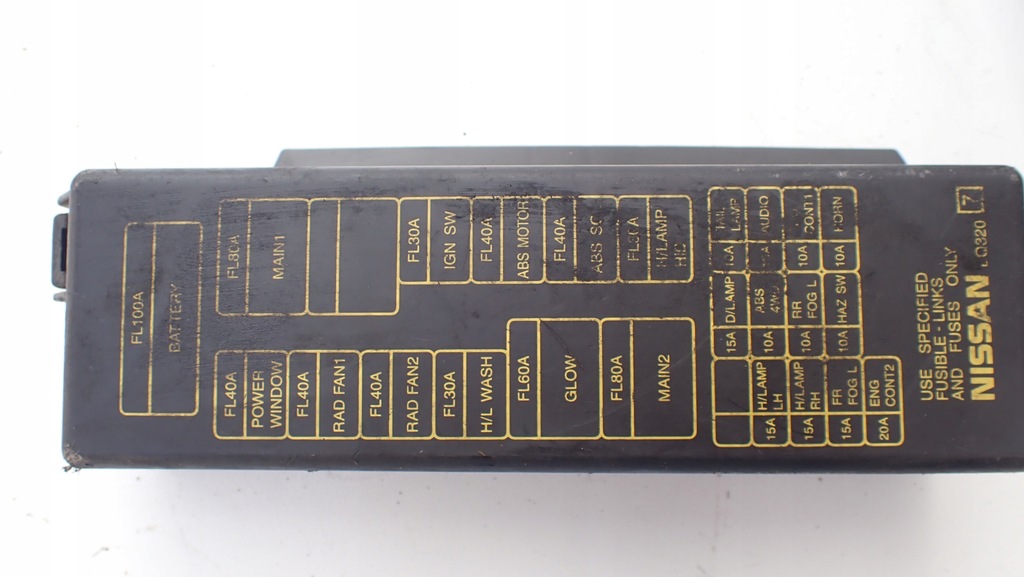 FL100A
BATTERY
FL80A
MAIN1
FL30A
IGN SW
FL40A
ABS MOTOR
FL40A
ABS SOL
H/LAMP
FL40A
POWER
WINDOW
FL40A
RAD FAN1
FL40A
RAD FAN2
FL30A
H/L WASH
FL60A
GLOW
FL80A
MAIN2
TAIL
LAMP
10A
AUDIO
CONT1
10A
HORN
10A
D/LAMP
15A
ABS
4WD
10A
RR
FOG L
10A
HAZ SW
10A
H/LAMP
LH
15A
H/LAMP
RH
15A
FR
FOG L
15A
ENG
CONT2
20A
USE SPECIFIED
FUSIBLE - LINKS
AND FUSES ONLY
NISSAN
7